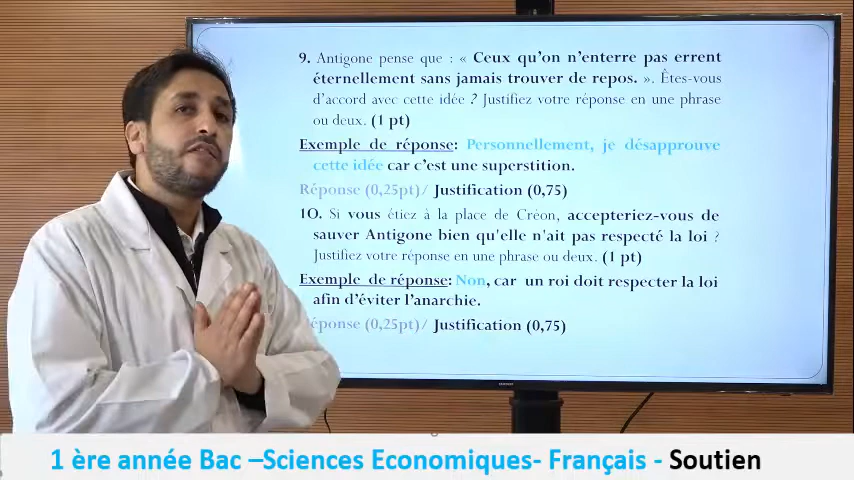 9. Antigone pense que : « Ceux qu'on n'enterre pas errent
éternellement sans jamais trouver de repos. ». Êtes-vous
d'accord avec cette idée ? Justifiez votre réponse en une phrase
ou deux. (1 pt)
Exemple de réponse: Personnellement, je désapprouve
cette idée car c'est une superstition.
Réponse (0,25pt)/ Justification (0,75)
10. Si vous étiez à la place de Créon, accepteriez-vous de
sauver Antigone bien qu'elle n'ait pas respecté la loi ?
Justifiez votre réponse en une phrase ou deux. (1 pt)
Exemple de réponse: Non, car un roi doit respecter la loi
afin d'éviter l'anarchie.
éponse (0,25pt)/ Justification (0,75)
1 ère année Bac –Sciences Economiques- Français - Soutien